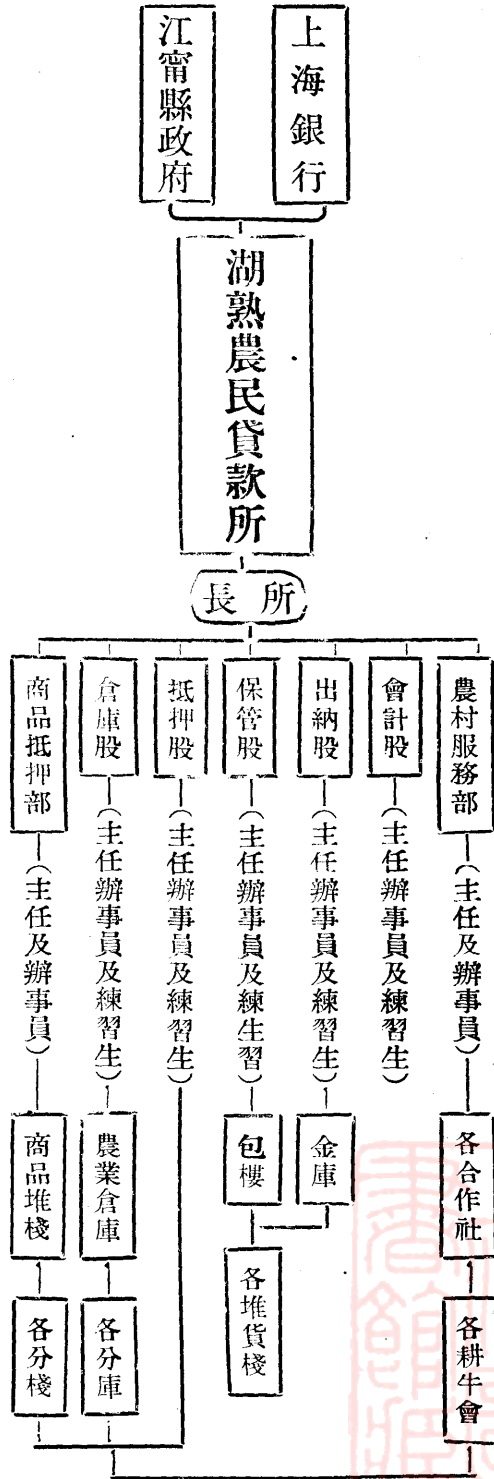 上海銀行
江甯縣政府
湖熟農民貸款所
所長
農村服務部
(主任及辦事員)
各合作社
各耕牛會
會計股
(主任辦事員及練習生)
出納股
(主任辦事員及練習生)
金庫
保管股
(主任辦事員及練生習)
包樓
各堆貨棧
抵押股
(主任辦事員及練習生)
倉庫股
(主任辦事員及練習生)
農業倉庫
各分庫
商品抵押部
(主任及辦事員)
商品堆棧
各分棧